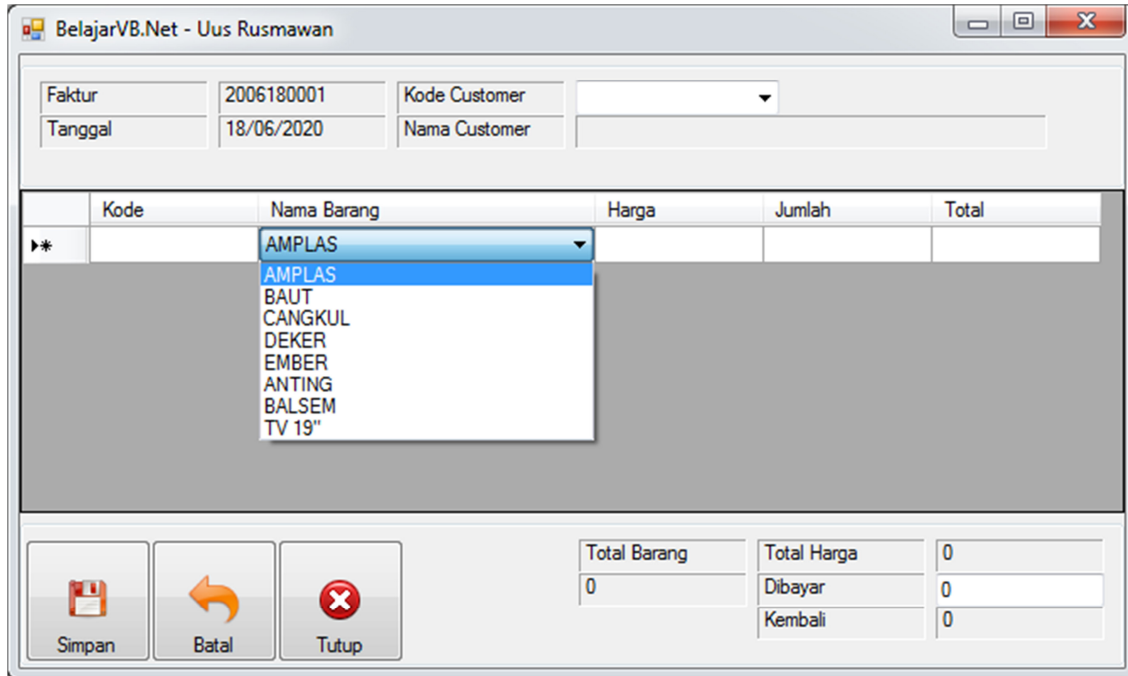 BelajarVB.Net - Uus Rusmawan
Faktur 2006180001 Kode Customer
Tanggal 18/06/2020 Nama Customer
Kode Nama Barang Harga Jumlah Total
AMPLAS
AMPLAS
BAUT
CANGKUL
DEKER
EMBER
ANTING
BALSEM
TV 19"
Total Barang Total Harga 0
0 Dibayar 0
Kembali 0
Simpan Batal Tutup